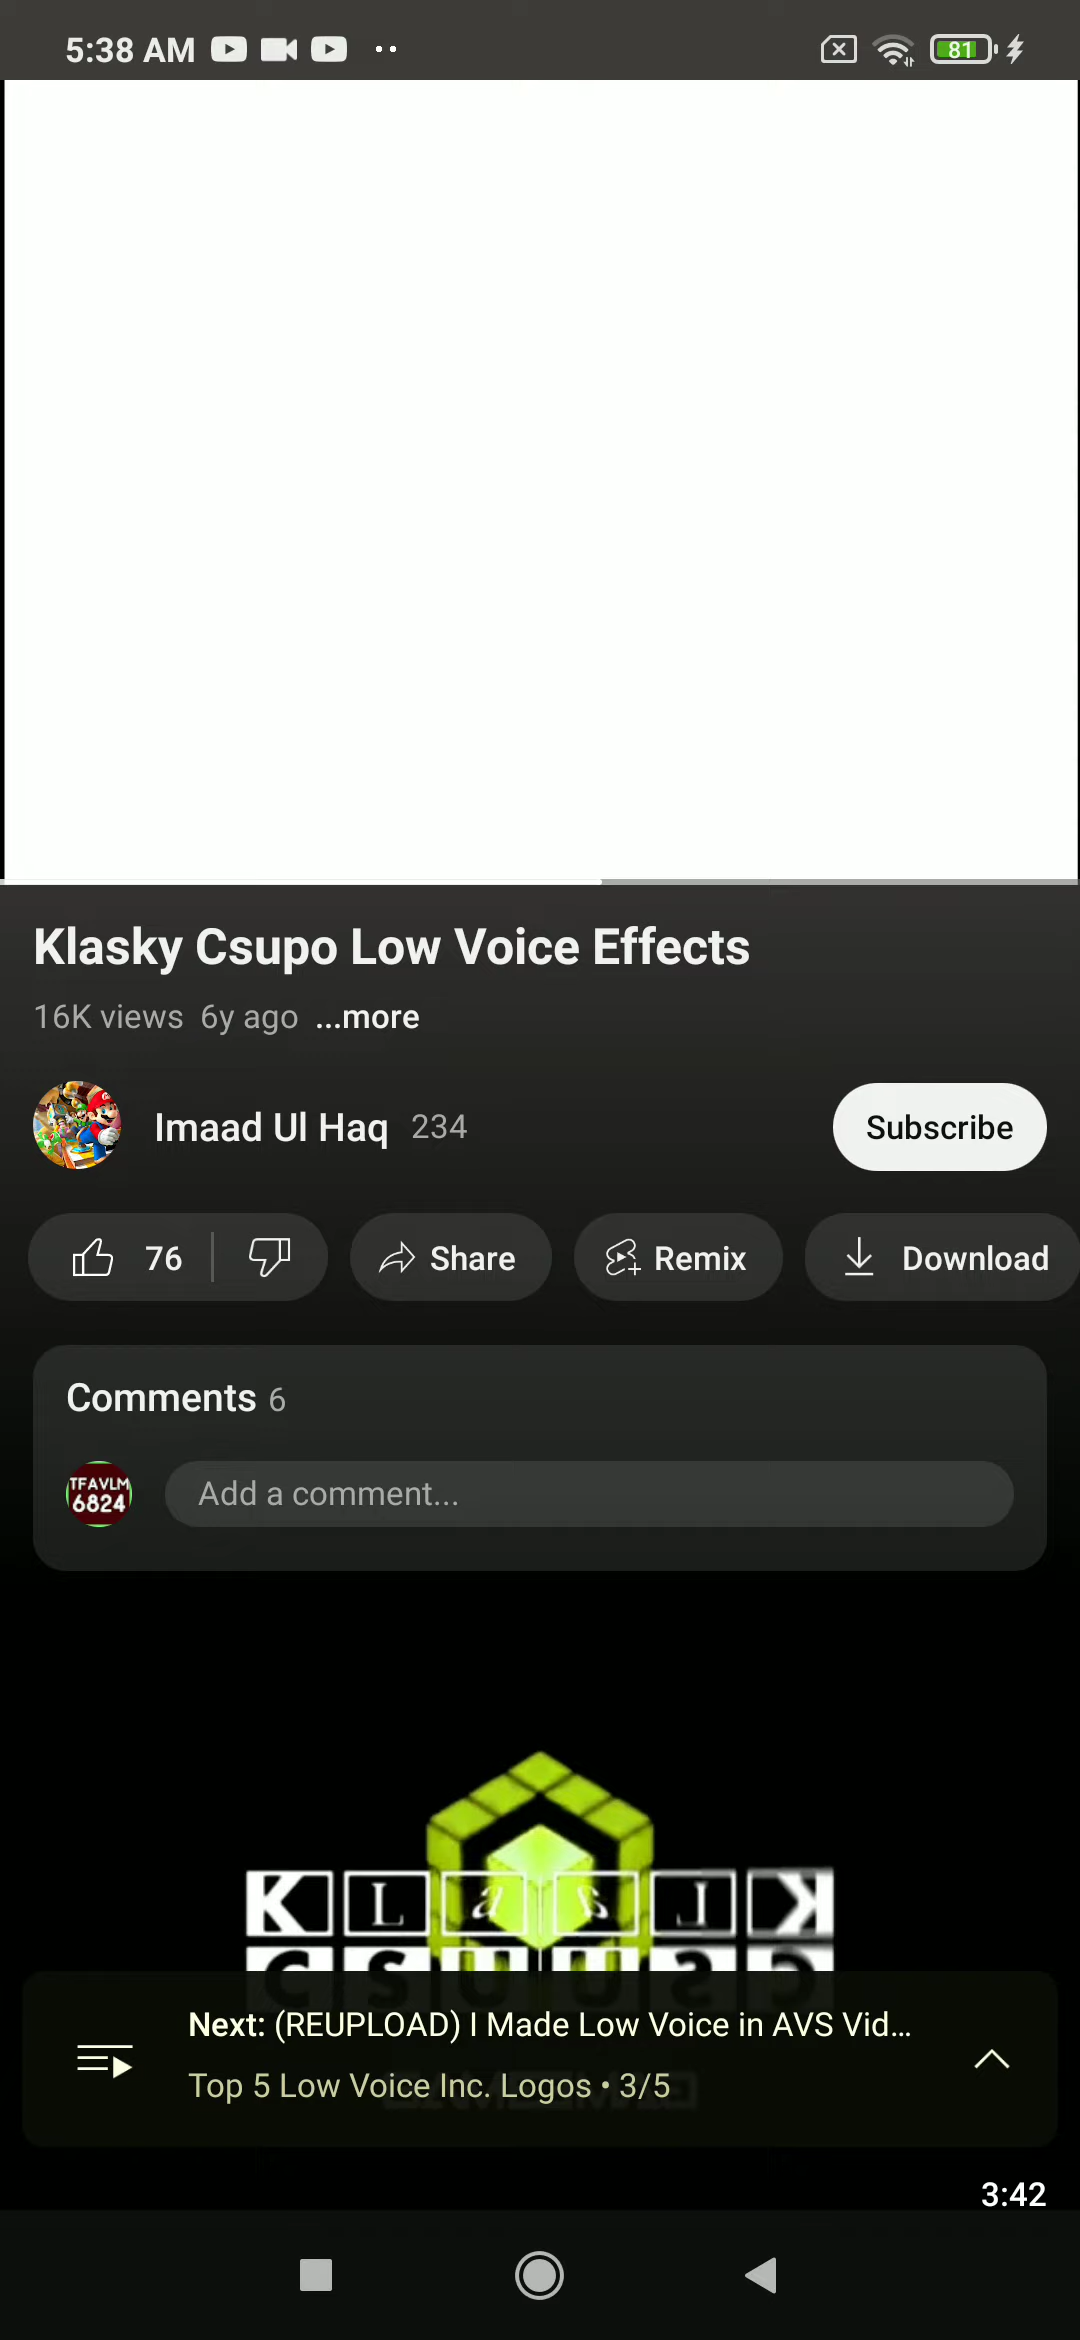 5:38 AM
81
Klasky Csupo Low Voice Effects
16K views 6y ago ...more
Imaad Ul Haq 234
Subscribe
76
Share
Remix
Download
Comments 6
TFAVLM
6824
Add a comment...
Next: (REUPLOAD) I Made Low Voice in AVS Vid...
Top 5 Low Voice Inc. Logos • 3/5
3:42